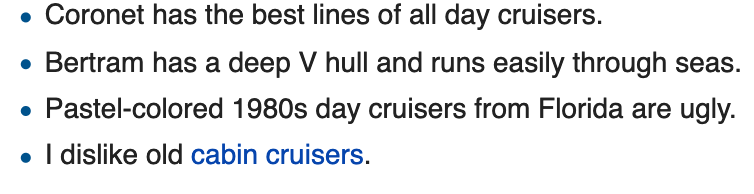 • Coronet has the best lines of all day cruisers.
• Bertram has a deep V hull and runs easily through seas.
• Pastel-colored 1980s day cruisers from Florida are ugly.
• I dislike old cabin cruisers.